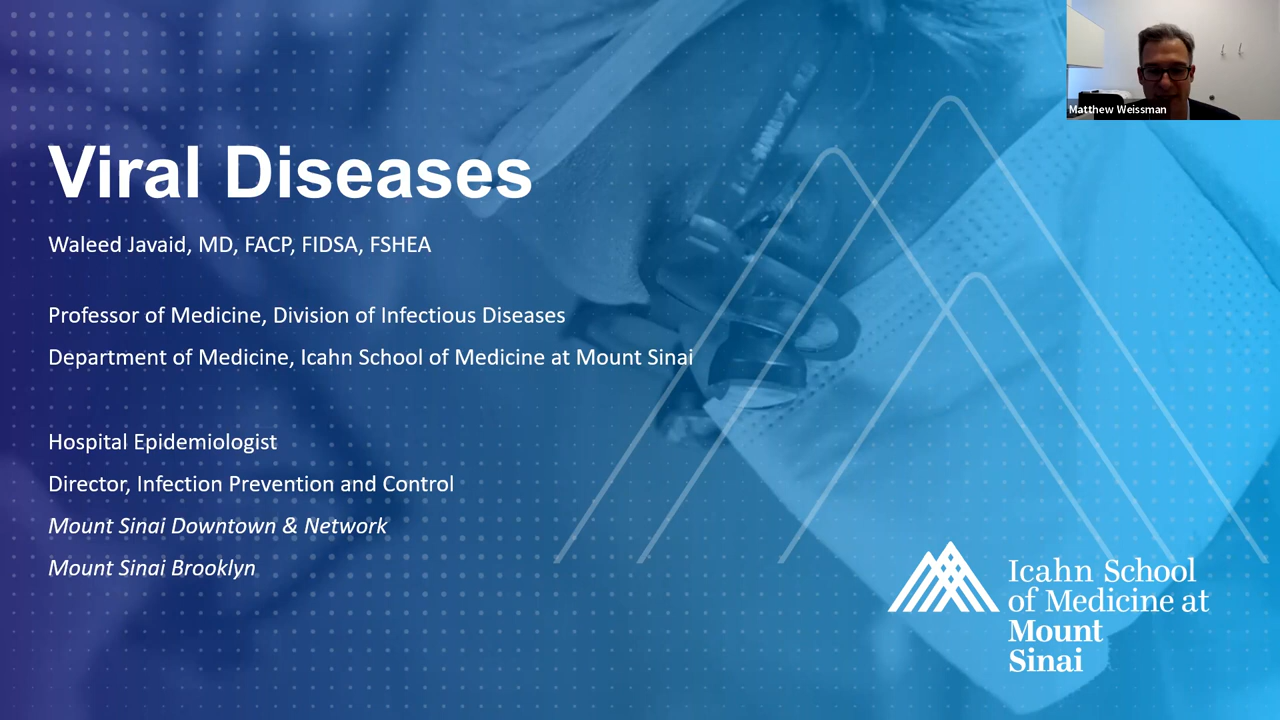 Matthew Weissman
Viral Diseases
Waleed Javaid, MD, FACP, FIDSA, FSHEA
Professor of Medicine, Division of Infectious Diseases
Department of Medicine, Icahn School of Medicine at Mount Sinai
Hospital Epidemiologist
Director, Infection Prevention and Control
Mount Sinai Downtown & Network
Mount Sinai Brooklyn
Icahn School
of Medicine at
Mount
Sinai